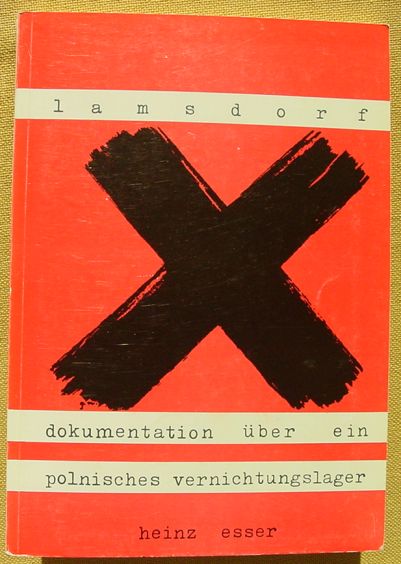 lamsdorf
dokumentation über ein
polnisches vernichtungslager
heinz esser